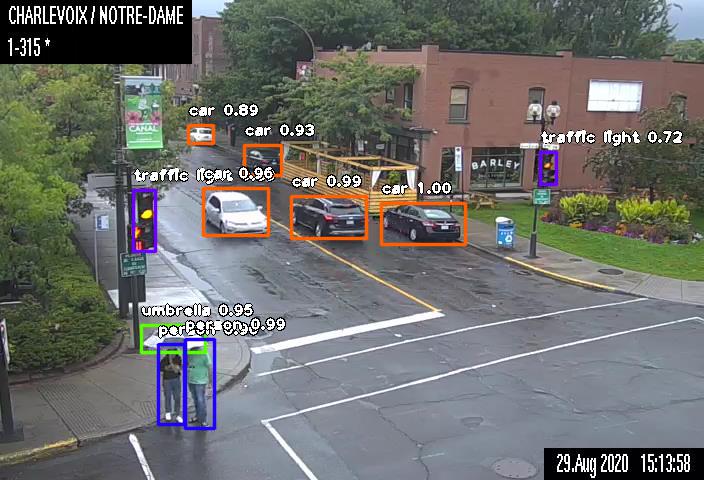 CHARLEVOIX / NOTRE-DAME
1-315 *
car 0.89
car 0.93
traffic light 0.72
car 0.96
car 0.99
car 1.00
CANAL
BARLEY
umbrella 0.95
person 0.99
29.Aug 2020 15:13:58